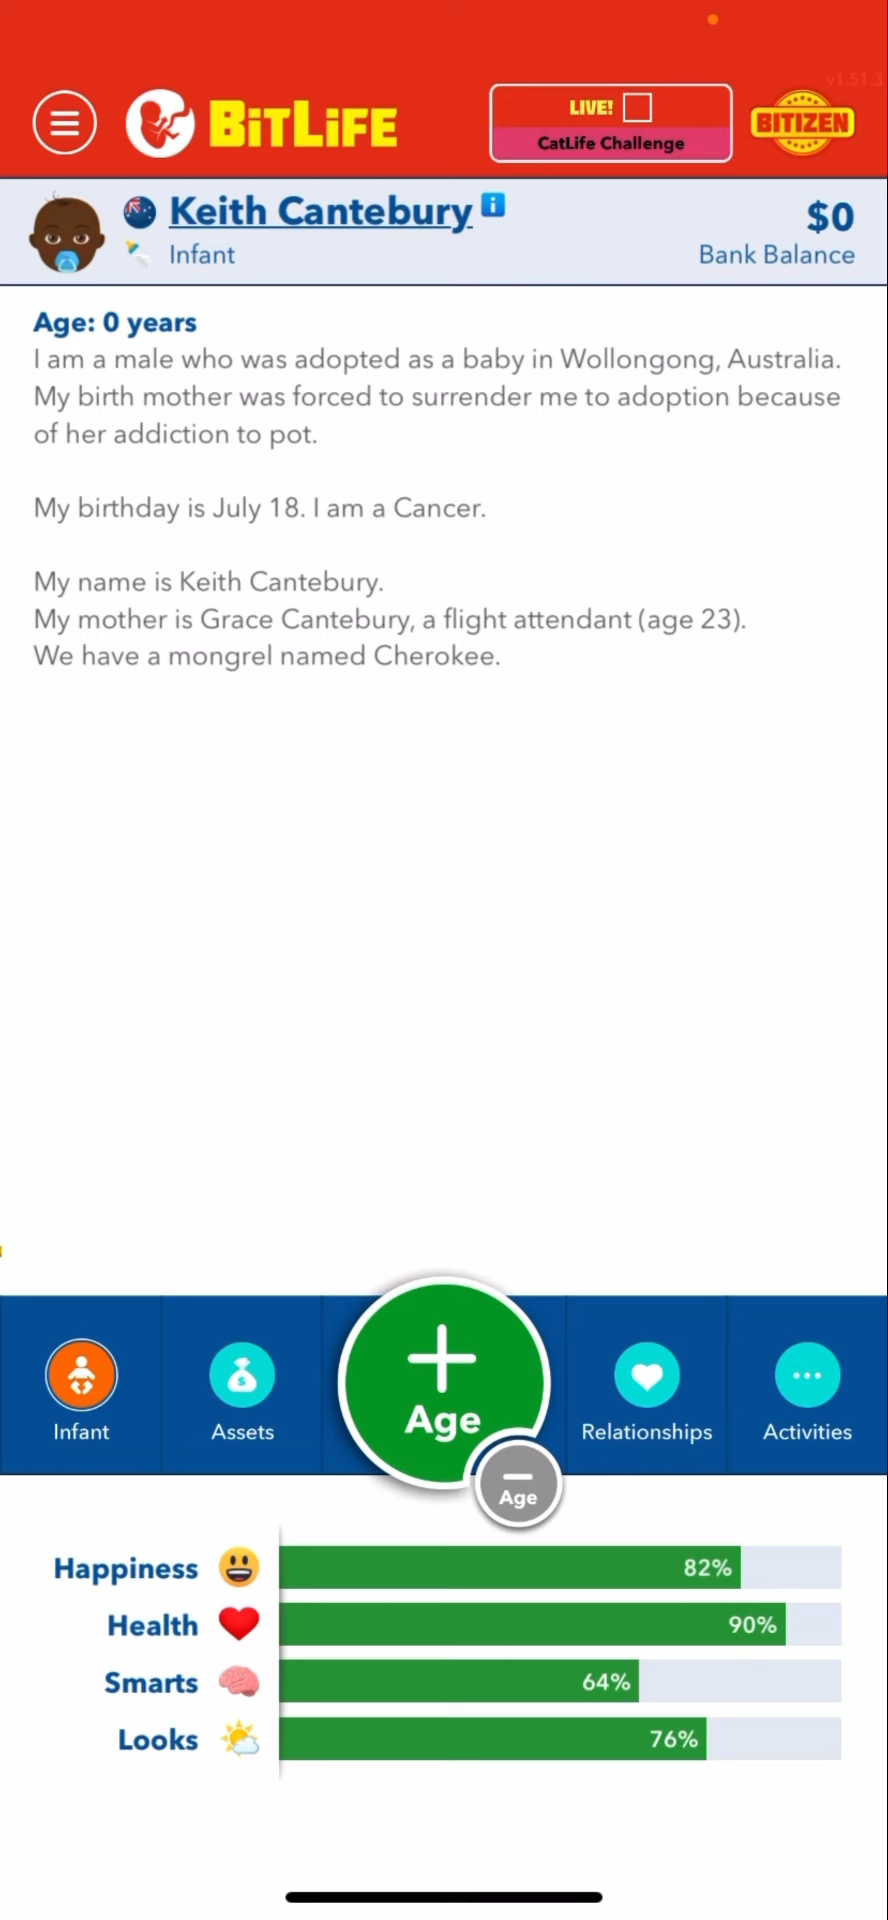 v1.51.3
BITLIFE
LIVE!
CatLife Challenge
BITIZEN
Keith Cantebury
$0
Infant
Bank Balance
Age: 0 years
I am a male who was adopted as a baby in Wollongong, Australia.
My birth mother was forced to surrender me to adoption because
of her addiction to pot.
My birthday is July 18. I am a Cancer.
My name is Keith Cantebury.
My mother is Grace Cantebury, a flight attendant (age 23).
We have a mongrel named Cherokee.
Infant
Assets
Age
Relationships
Activities
Age
Happiness 82%
Health 90%
Smarts 64%
Looks 76%